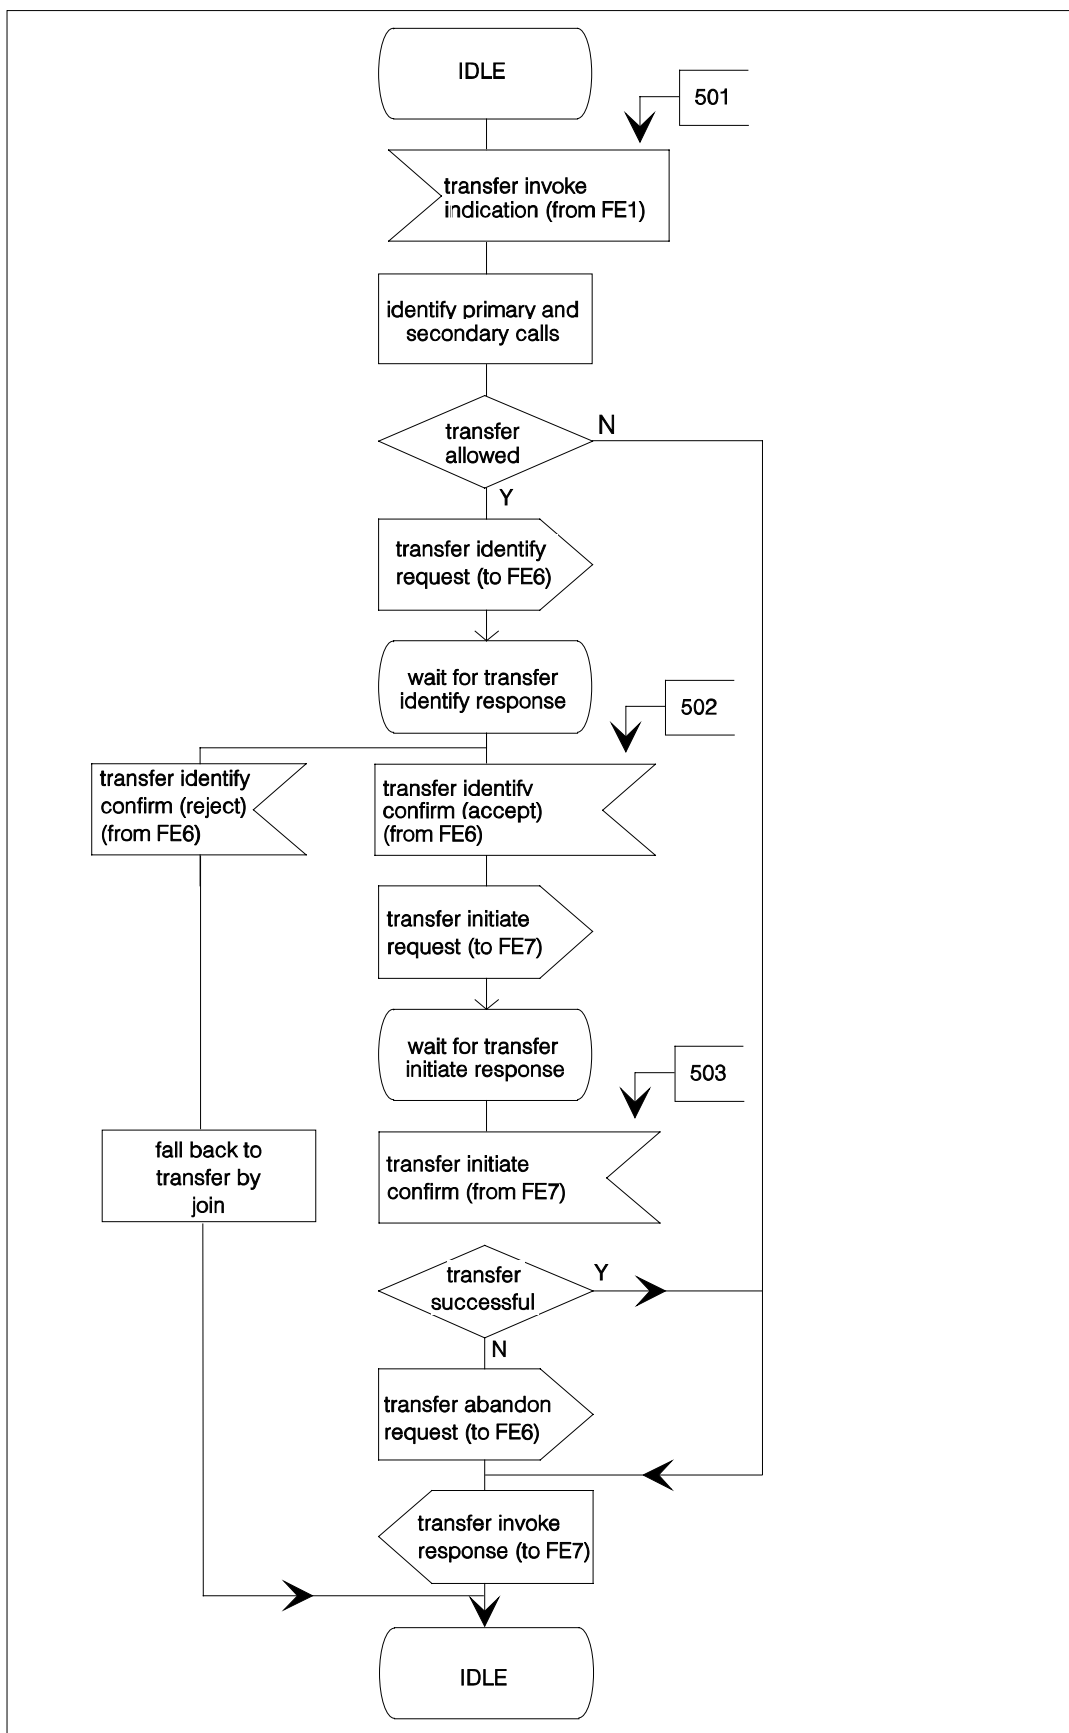 IDLE
501
transfer invoke
indication (from FE1)
identify primary and
secondary calls
transfer
allowed
N
Y
transfer identify
request (to FE6)
wait for transfer
identify response
502
transfer identify
confirm (reject)
(from FE6)
transfer identify
confirm (accept)
(from FE6)
transfer initiate
request (to FE7)
wait for transfer
initiate response
503
fall back to
transfer by
join
transfer initiate
confirm (from FE7)
transfer
successful
Y
N
transfer abandon
request (to FE6)
transfer invoke
response (to FE7)
IDLE